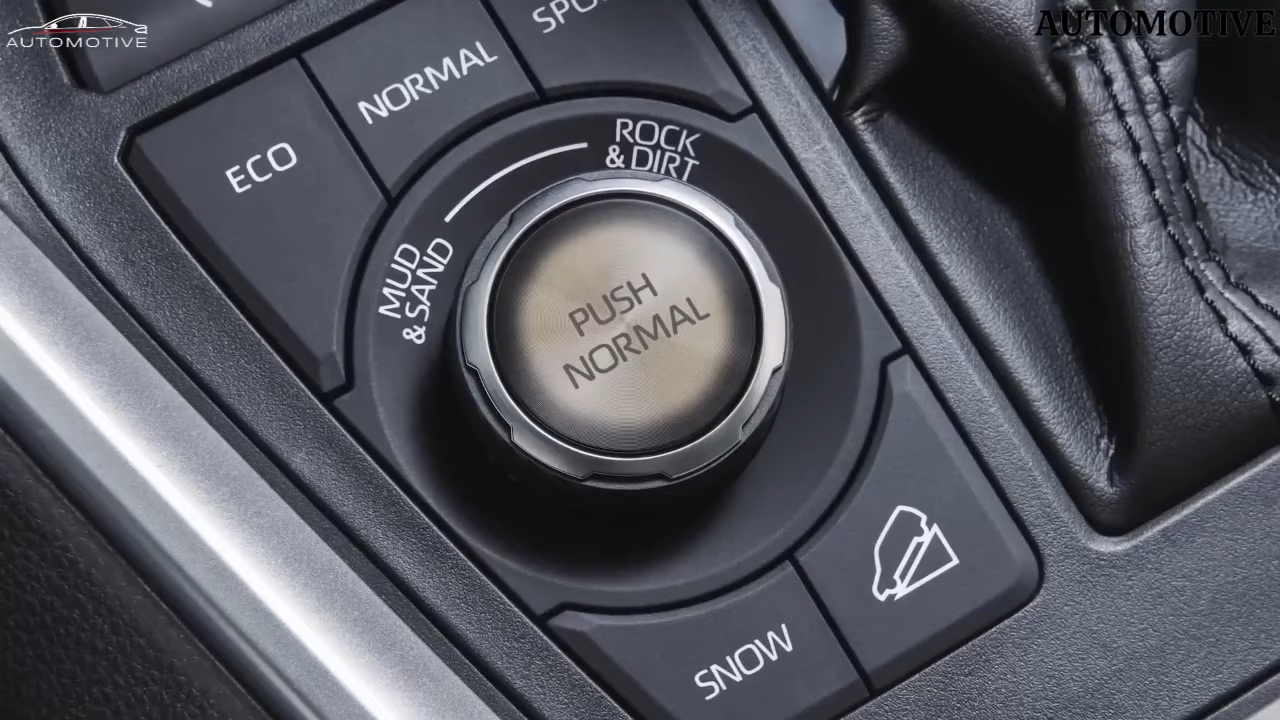 AUTOMOTIVE
AUTOMOTIVE
NORMAL
ECO
ROCK
& DIRT
MUD
& SAND
PUSH
NORMAL
SNOW